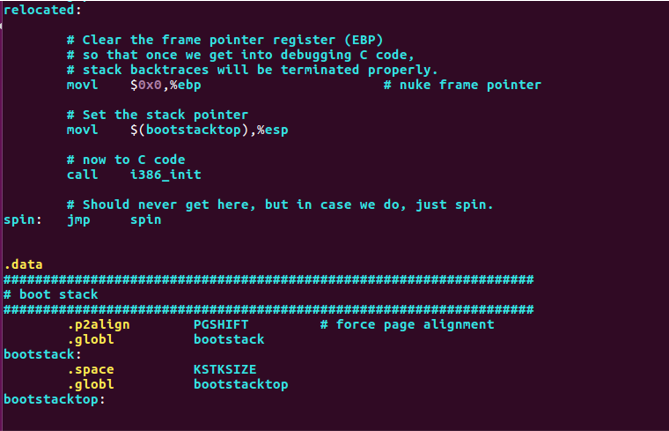 relocated:
# Clear the frame pointer register (EBP)
# so that once we get into debugging C code,
# stack backtraces will be terminated properly.
movl $0x0,%ebp # nuke frame pointer
# Set the stack pointer
movl $(bootstacktop),%esp
# now to C code
call i386_init
# Should never get here, but in case we do, just spin.
spin: jmp spin
.data
###################################################################
# boot stack
###################################################################
.p2align PGSHIFT # force page alignment
.globl bootstack
bootstack:
.space KSTKSIZE
.globl bootstacktop
bootstacktop: